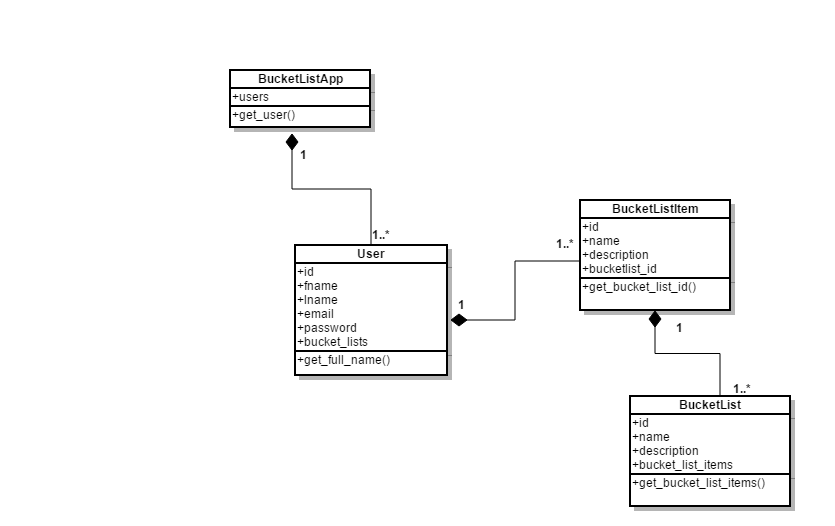 BucketListApp
+users
+get_user()
1
1..*
User
+id
+fname
+lname
+email
+password
+bucket_lists
+get_full_name()
1
1..*
BucketListItem
+id
+name
+description
+bucketlist_id
+get_bucket_list_id()
1
1..*
BucketList
+id
+name
+description
+bucket_list_items
+get_bucket_list_items()